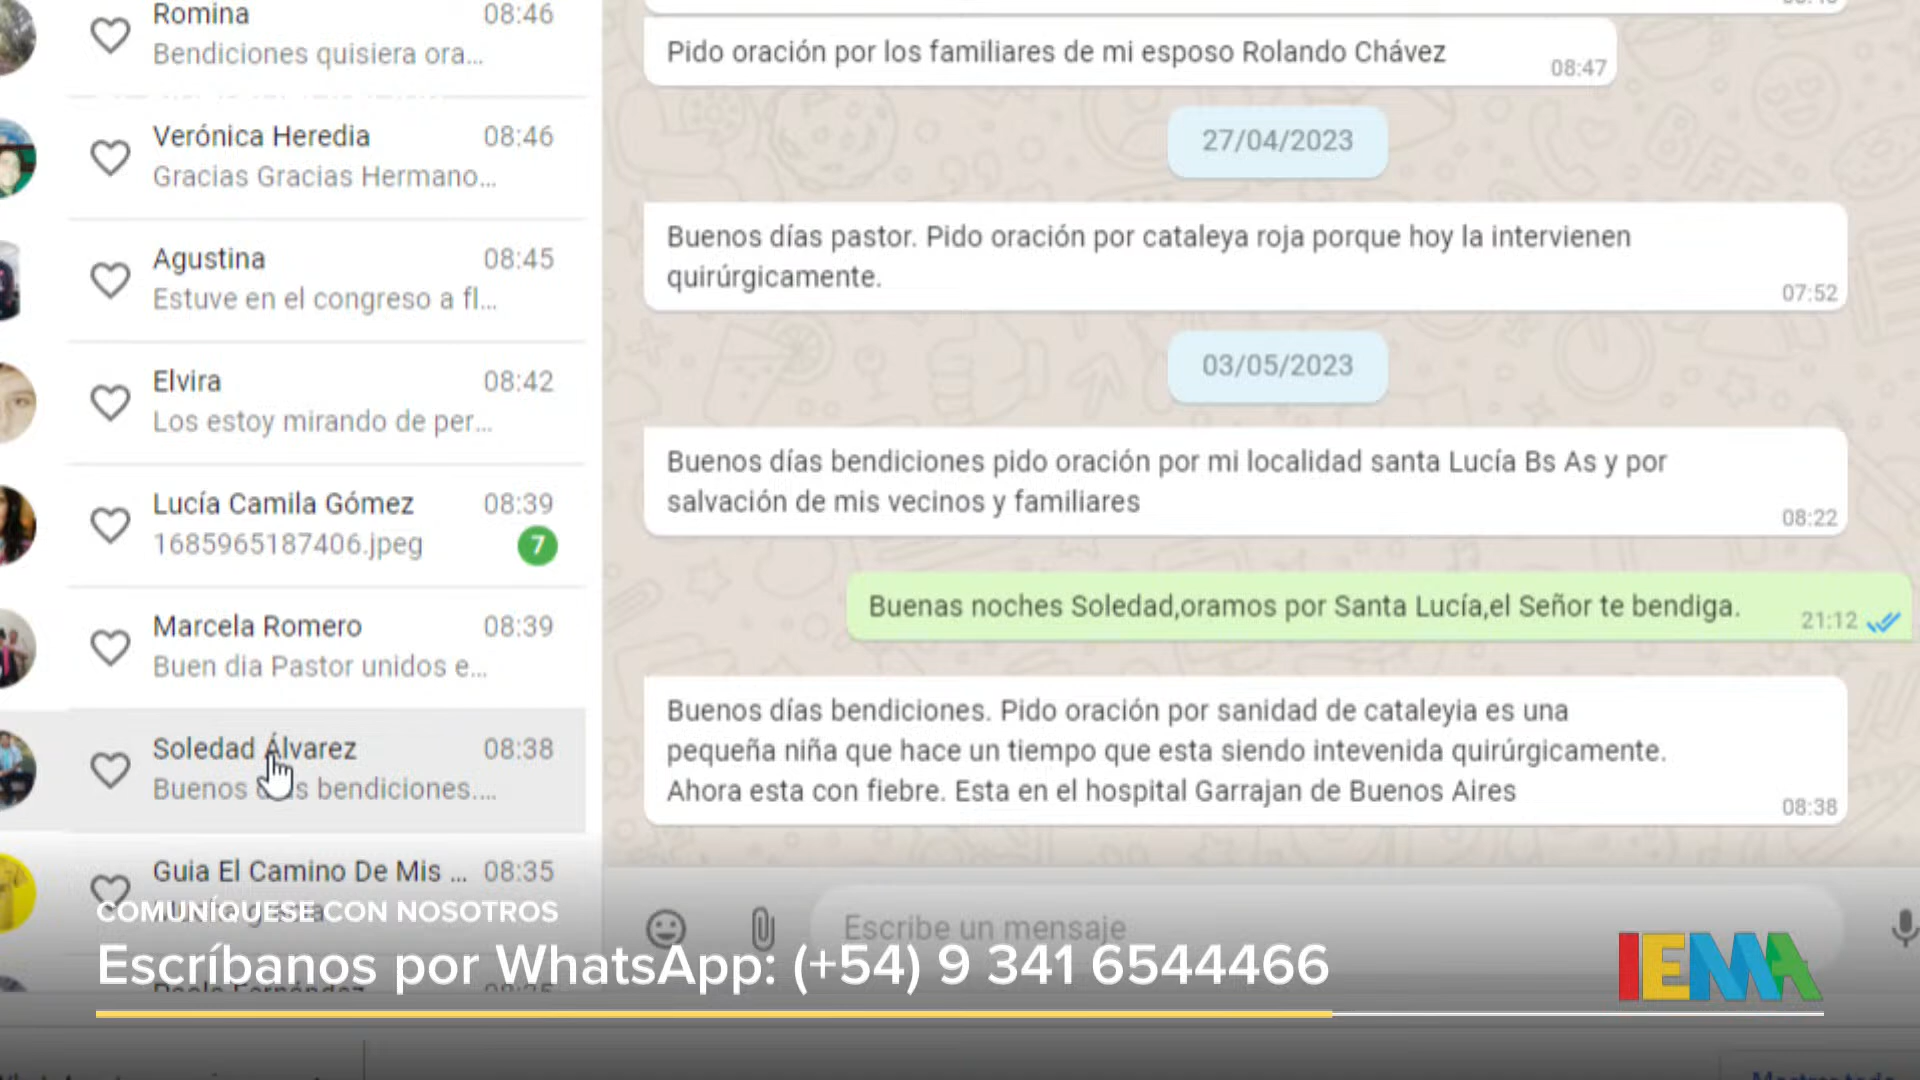 Romina 08:46
Bendiciones quisiera ora...
Verónica Heredia 08:46
Gracias Gracias Hermano...
Agustina 08:45
Estuve en el congreso a fl...
Elvira 08:42
Los estoy mirando de per...
Lucía Camila Gómez 08:39
1685965187406.jpeg 7
Marcela Romero 08:39
Buen dia Pastor unidos e...
Soledad Álvarez 08:38
Buenos bendiciones....
Guia El Camino De Mis ... 08:35
Pido oración por los familiares de mi esposo Rolando Chávez
08:47
27/04/2023
Buenos días pastor. Pido oración por cataleya roja porque hoy la intervienen
quirúrgicamente.
07:52
03/05/2023
Buenos días bendiciones pido oración por mi localidad santa Lucía Bs As y por
salvación de mis vecinos y familiares
08:22
Buenas noches Soledad,oramos por Santa Lucía,el Señor te bendiga.
21:12
Buenos días bendiciones. Pido oración por sanidad de cataleyia es una
pequeña niña que hace un tiempo que esta siendo intevenida quirúrgicamente.
Ahora esta con fiebre. Esta en el hospital Garrajan de Buenos Aires
08:38
Escribe un mensaje
COMUNÍQUESE CON NOSOTROS
Escríbanos por WhatsApp: (+54) 9 341 6544466
IEMA